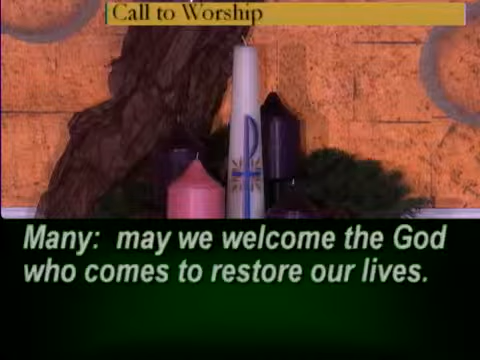 Call to Worship
Many: may we welcome the God
who comes to restore our lives.